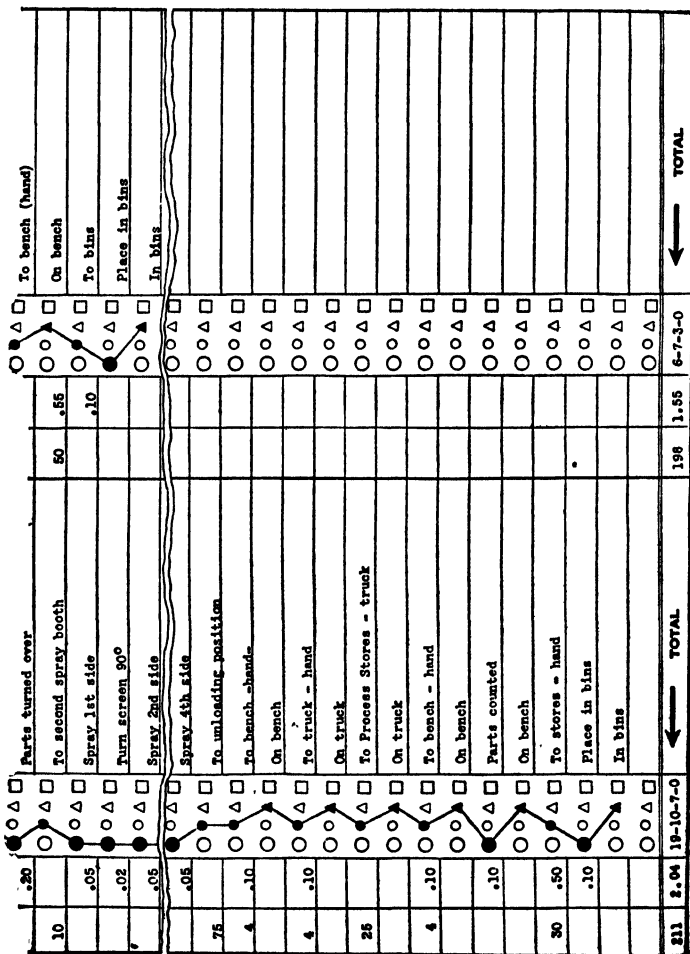 .20 Parts turned over To bench (hand)
10 To second spray booth 50 .55 On bench
.05 Spray 1st side .10 To bins
.02 Turn screen 90° Place in bins
.05 Spray 2nd side In bins
.05 Spray 4th side
75 To unloading position
4 .10 To bench -hand-
On bench
4 .10 To truck - hand
On truck
25 To Process Stores - truck
On truck
4 .10 To bench - hand
On bench
.10 Parts counted
On bench
30 .50 To stores - hand
.10 Place in bins
In bins
211 2.04 19-10-7-0 TOTAL 198 1.55 6-7-3-0 TOTAL